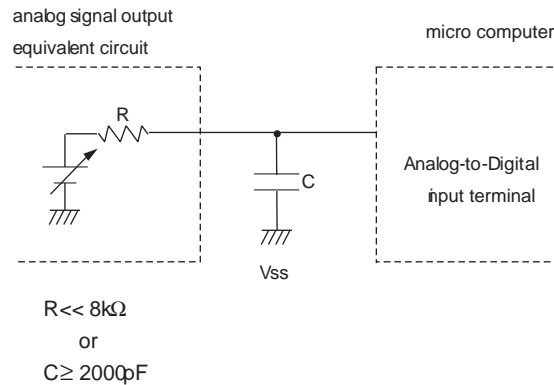 analog signal output
equivalent circuit
micro computer
R
C
Analog-to-Digital
input terminal
Vss
R<< 8kΩ
or
C≥ 2000pF